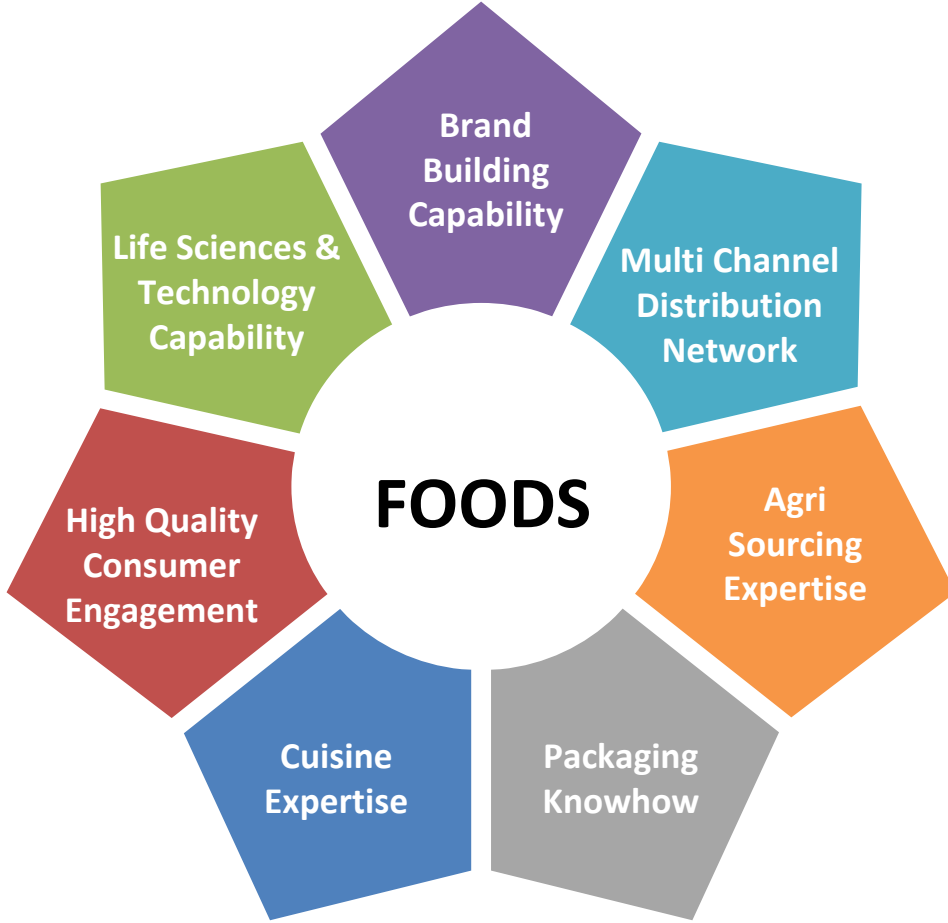 Brand
Building
Capability
Multi Channel
Distribution
Network
Agri
Sourcing
Expertise
Packaging
Knowhow
Cuisine
Expertise
High Quality
Consumer
Engagement
Life Sciences &
Technology
Capability
FOODS